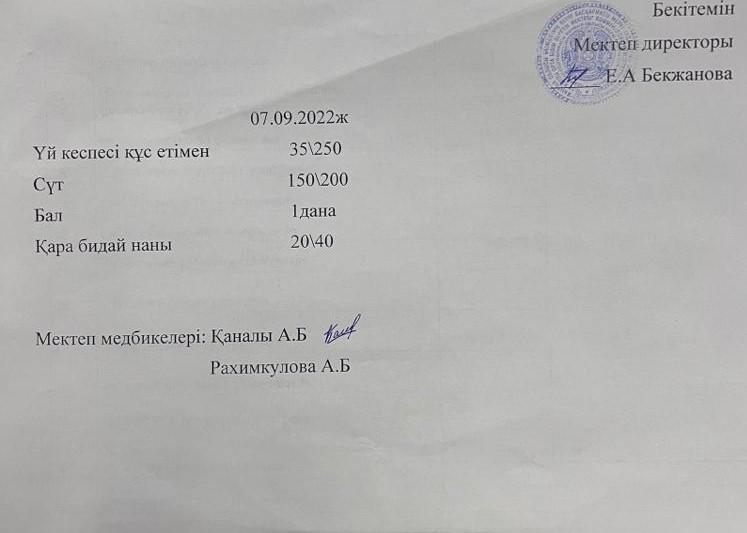 Бекітемін
Мектеп директоры
Е.А Бекжанова
07.09.2022ж
Үй кеспесі құс етімен 35\250
Сүт 150\200
Бал 1дана
Қара бидай наны 20\40
Мектеп медбикелері: Қаналы А.Б
Рахимкулова А.Б